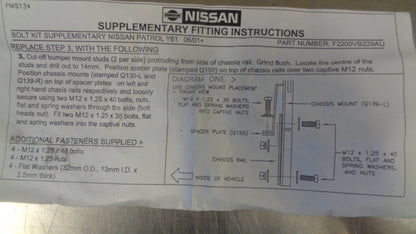 FNIS134
NISSAN
SUPPLEMENTARY FITTING INSTRUCTIONS
BOLT KIT SUPPLEMENTARY NISSAN PATROL Y61 06/01+ PART NUMBER: F2200VB229AU
REPLACE STEP 3. WITH THE FOLLOWING
3. Cut-off bumper mount studs (2 per side) protruding from side of chassis rail. Grind flush. Locate the centre of the
studs and drill out to 14mm. Position spacer plate (stamped Q150) on top of chassis rails over two captive M12 nuts.
Position chassis mounts (stamped Q130-L and
Q139-R) on top of spacer plates on left and
right hand chassis rails respectively and loosely
secure using two M12 x 1.25 x 40 bolts, nuts,
flat and spring washers through the side (bolt
heads out). Fit two M12 x 1.25 x 35 bolts, flat
and spring washers into the captive nuts.
ADDITIONAL FASTENERS SUPPLIED >
4 - M12 x 1.25 x 40 bolts
4 - M12 x 1.25 nuts
4 - Flat Washers (32mm O.D., 13mm I.D. x
2.5mm thick)
DIAGRAM ONE >
LHS CHASSIS MOUNT PLACEMENT
- FRONT VIEW
M12 x 1.25 x 35 BOLTS,
FLAT AND SPRING WASHERS
INTO CAPTIVE NUTS
CHASSIS MOUNT (Q139-L)
SPACER PLATE (Q150)
CHASSIS RAIL
M12 x 1.25 x 40
BOLTS, FLAT AND
SPRING WASHERS,
AND NUTS
INSIDE OF VEHICLE